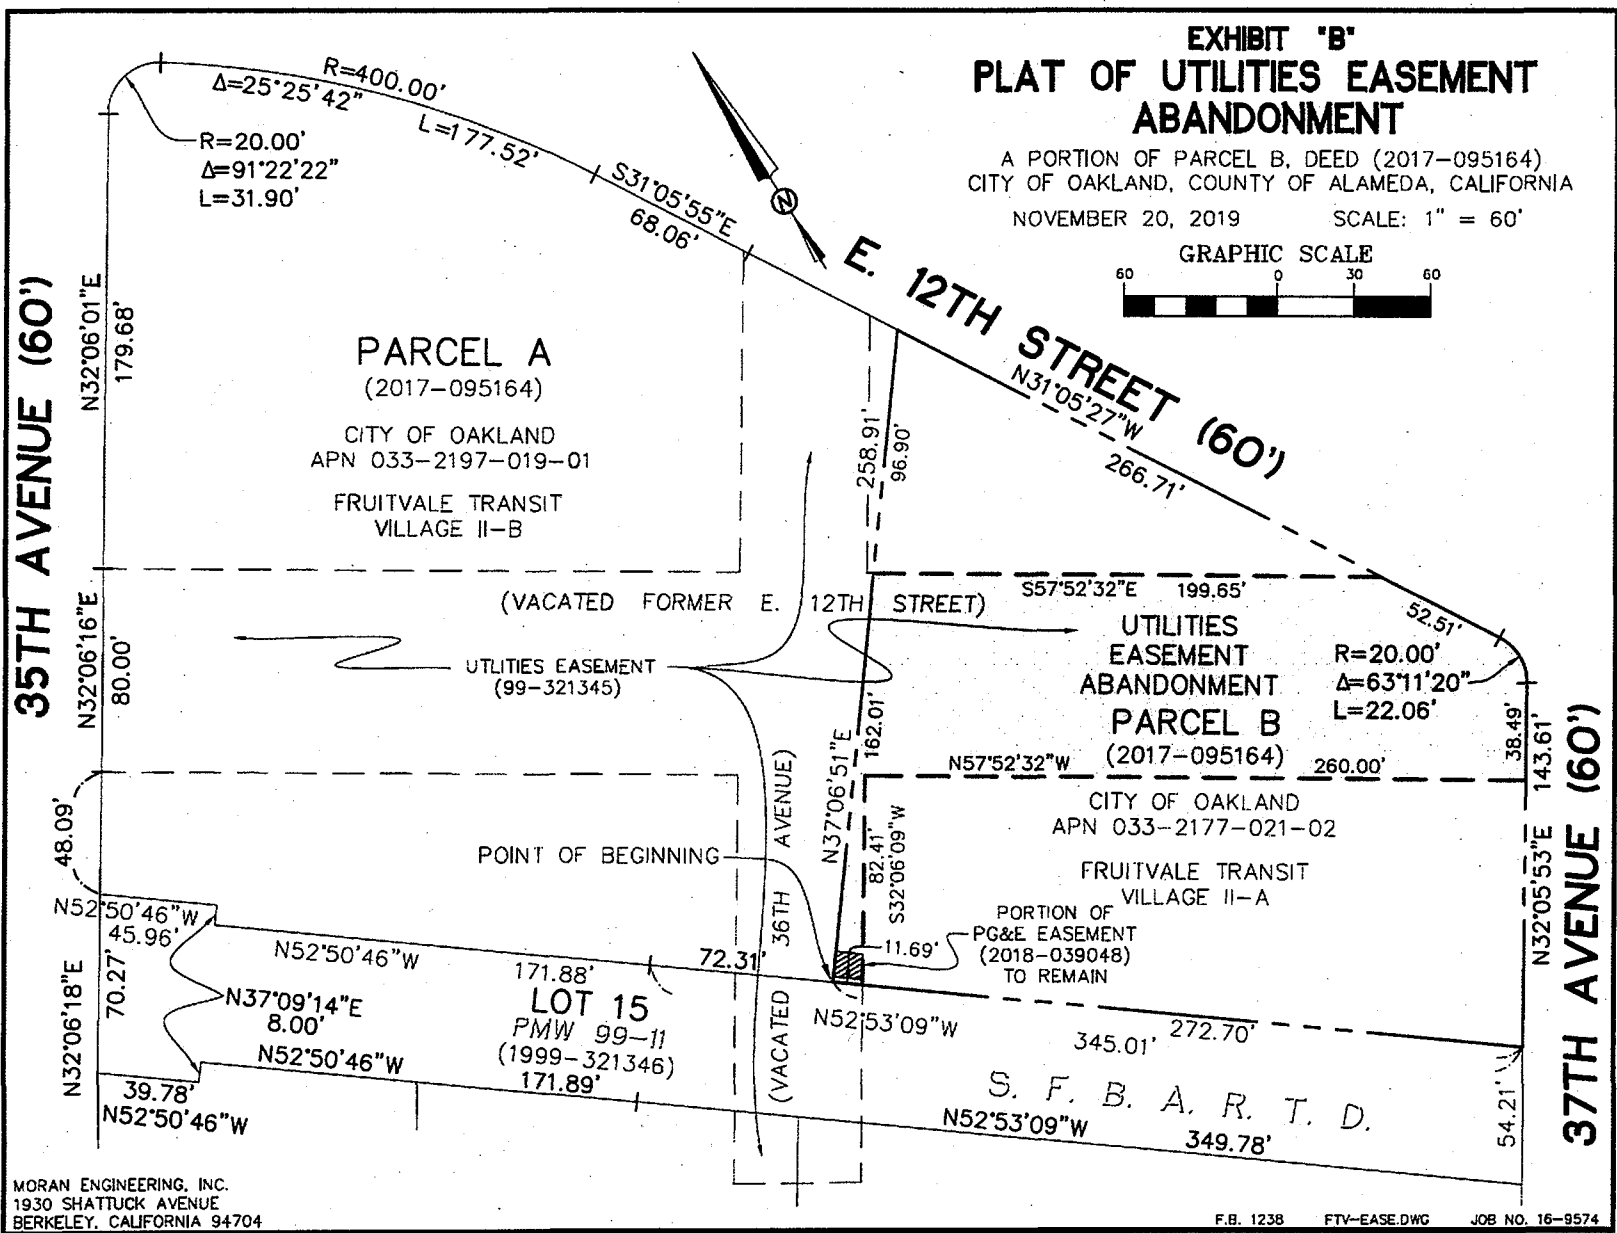 EXHIBIT "B"
PLAT OF UTILITIES EASEMENT
ABANDONMENT
A PORTION OF PARCEL B, DEED (2017-095164)
CITY OF OAKLAND, COUNTY OF ALAMEDA, CALIFORNIA
NOVEMBER 20, 2019 SCALE: 1" = 60'
GRAPHIC SCALE
60 0 30 60
R=400.00'
Δ=25°25'42"
L=177.52'
R=20.00'
Δ=91°22'22"
L=31.90'
S31°05'55"E
68.06'
N
E. 12TH STREET (60')
N31°05'27"W
266.71'
35TH AVENUE (60')
N32°06'01"E
179.68'
PARCEL A
(2017-095164)
CITY OF OAKLAND
APN 033-2197-019-01
FRUITVALE TRANSIT
VILLAGE II-B
258.91'
96.90'
(VACATED FORMER E. 12TH STREET)
S57°52'32"E 199.65'
52.51'
UTILITIES
EASEMENT
ABANDONMENT
R=20.00'
Δ=63°11'20"
L=22.06'
N32°06'16"E
80.00'
UTLITIES EASEMENT
(99-321345)
PARCEL B
(2017-095164)
N57°52'32"W
260.00'
38.49'
143.61'
162.01'
N37°06'51"E
CITY OF OAKLAND
APN 033-2177-021-02
FRUITVALE TRANSIT
VILLAGE II-A
48.09'
POINT OF BEGINNING
(VACATED 36TH AVENUE)
82.41'
S32°06'09"W
PORTION OF
PG&E EASEMENT
(2018-039048)
TO REMAIN
11.69'
N32°05'53"E
37TH AVENUE (60')
N52°50'46"W
45.96'
N52°50'46"W
171.88'
72.31'
N32°06'18"E
70.27'
N37°09'14"E
8.00'
LOT 15
PMW 99-11
(1999-321346)
N52°53'09"W
272.70'
345.01'
N52°50'46"W
171.89'
39.78'
N52°50'46"W
S. F. B. A. R. T. D.
N52°53'09"W
349.78'
54.21'
MORAN ENGINEERING, INC.
1930 SHATTUCK AVENUE
BERKELEY, CALIFORNIA 94704
F.B. 1238 FTV-EASE.DWG JOB NO. 16-9574